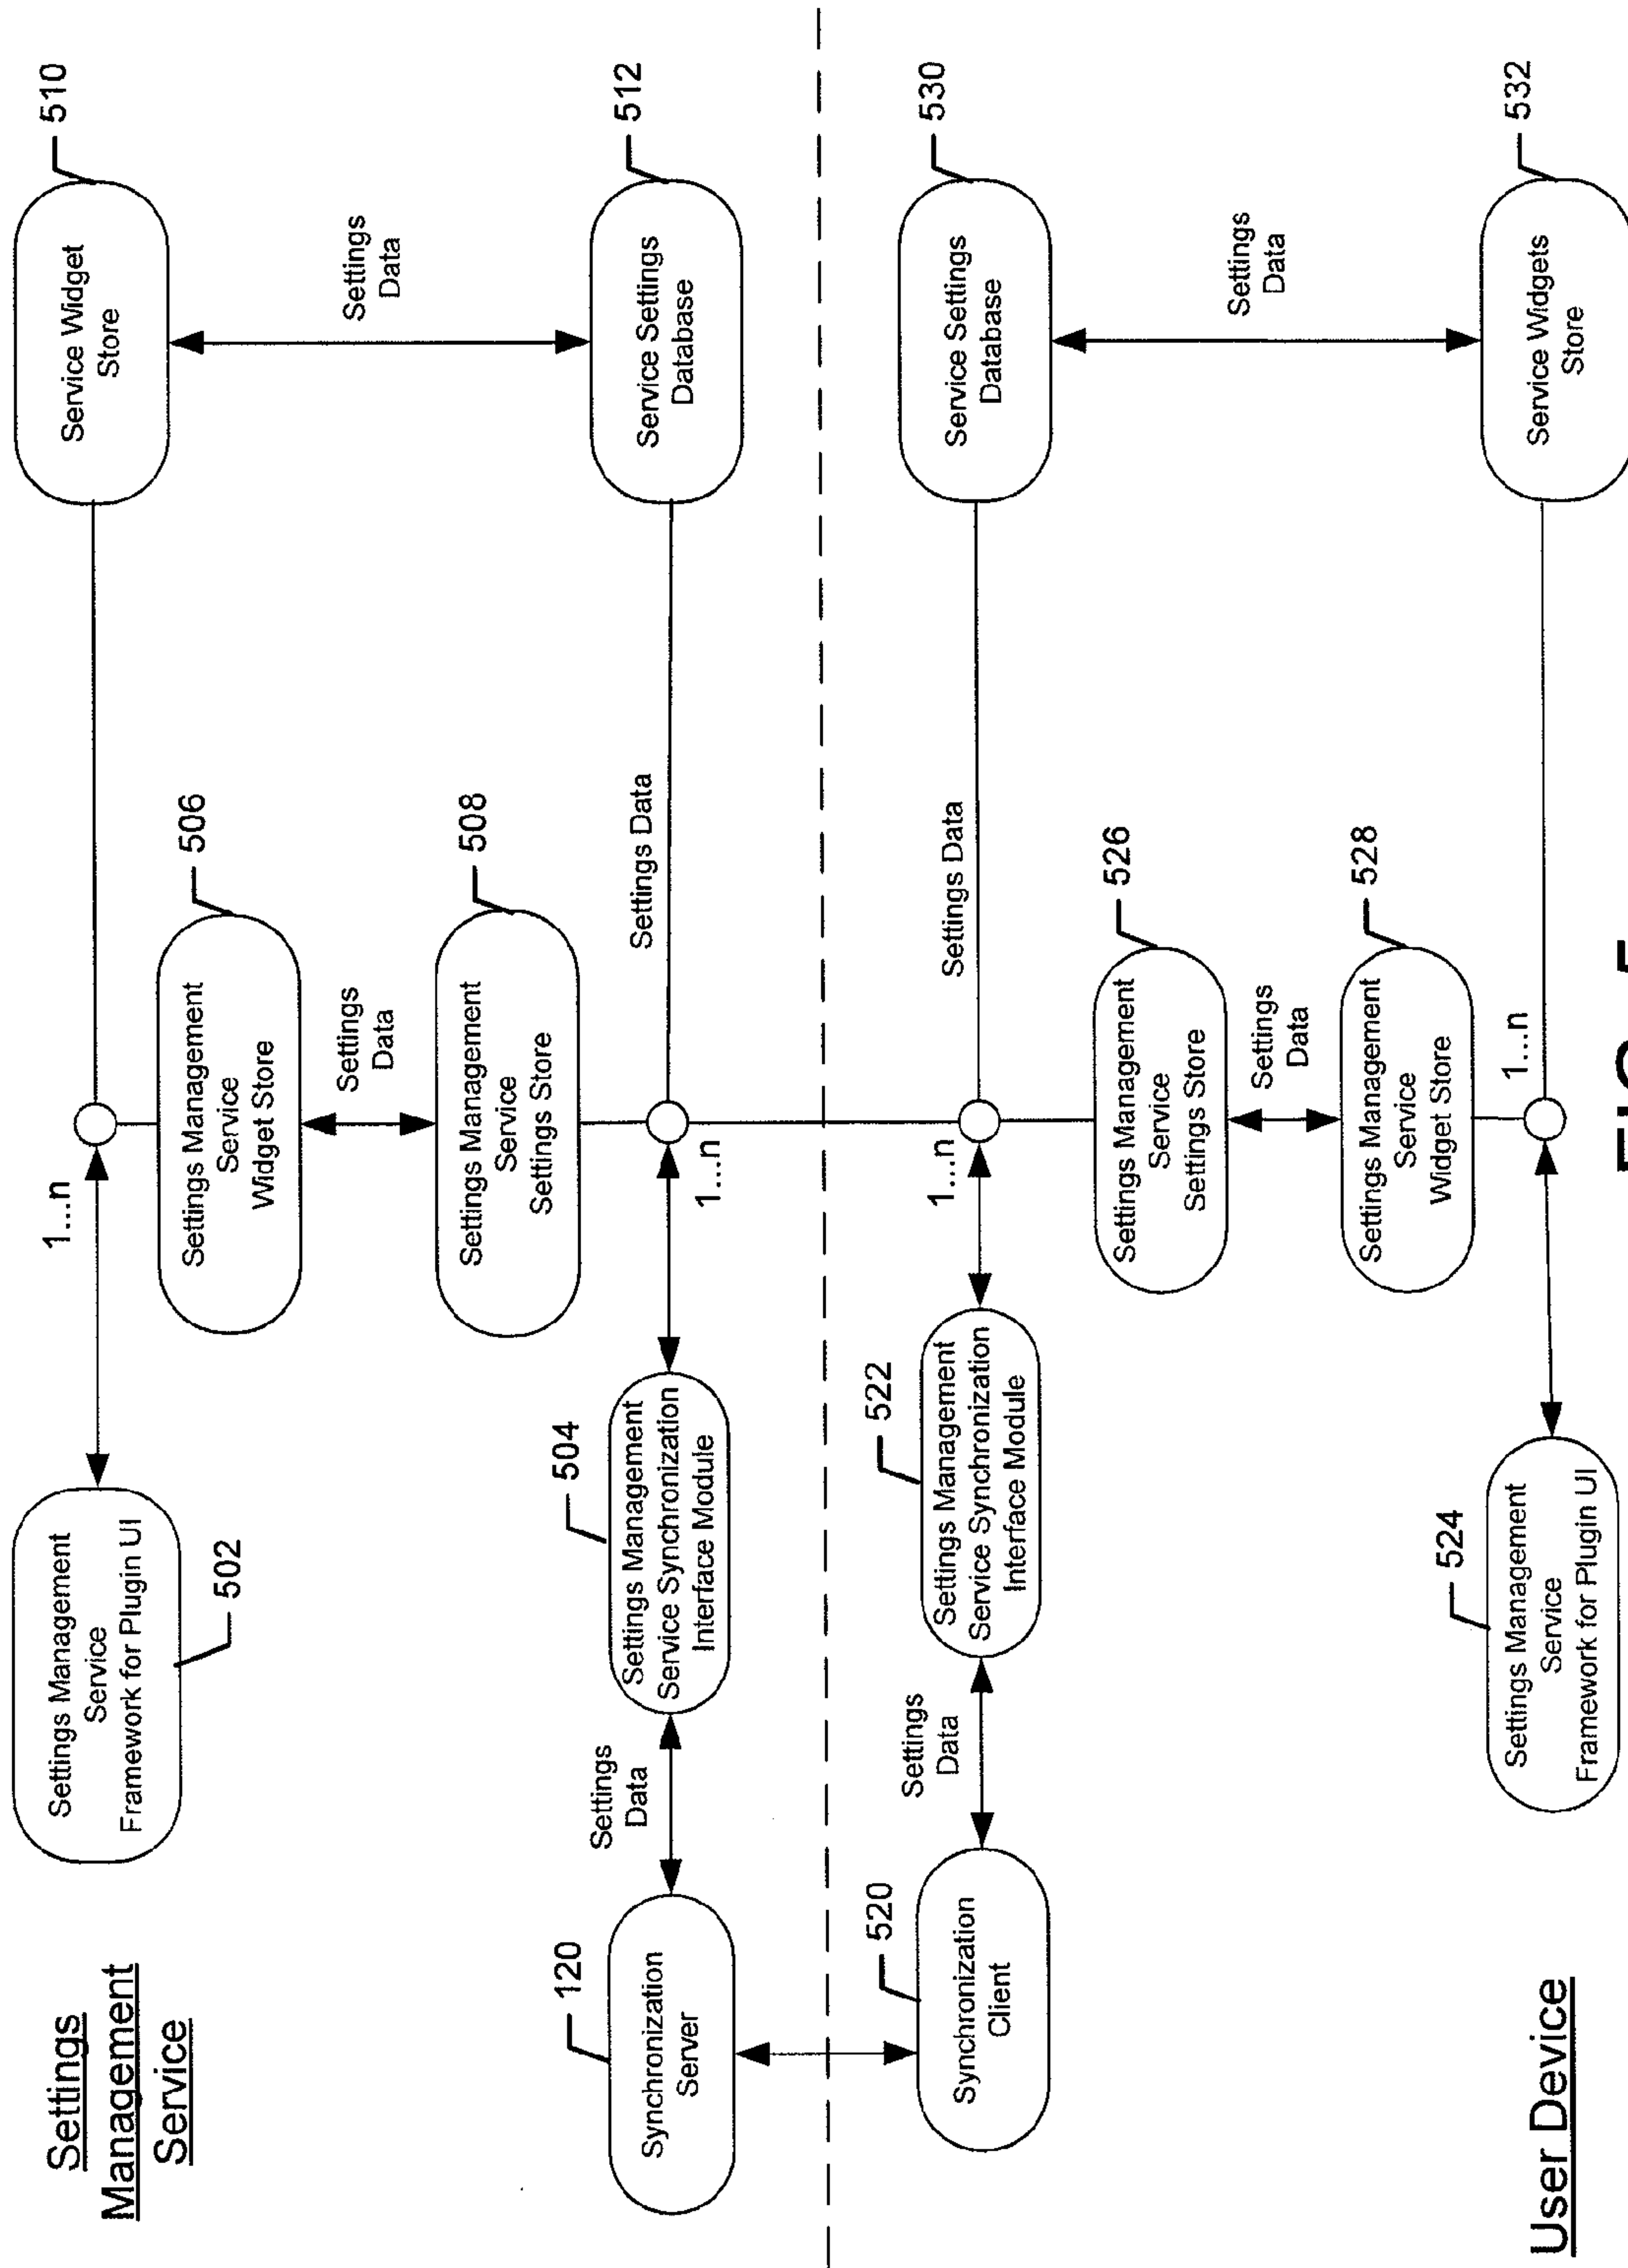 Settings
Management
Service
Settings Management
Service
Framework for Plugin UI
502
1...n
Settings Management
Service
Widget Store
506
Service Widget
Store
510
Settings
Data
Settings Management
Service
Settings Store
508
Settings
Data
Synchronization
Server
120
Settings
Data
Settings Management
Service Synchronization
Interface Module
504
1...n
Settings Data
Service Settings
Database
512
Synchronization
Client
520
Settings
Data
Settings Management
Service Synchronization
Interface Module
522
1...n
Settings Data
Service Settings
Database
530
Settings Management
Service
Settings Store
526
Settings
Data
Settings
Data
Settings Management
Service
Widget Store
528
User Device
Settings Management
Service
Framework for Plugin UI
524
1...n
Service Widgets
Store
532